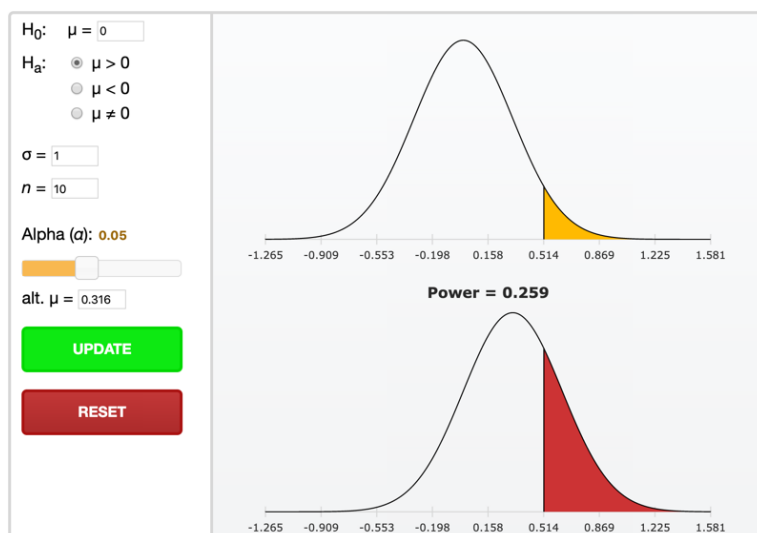 H0: μ = 0
Ha: μ > 0
μ < 0
μ ≠ 0
σ = 1
n = 10
Alpha (α): 0.05
alt. μ = 0.316
UPDATE
RESET
-1.265 -0.909 -0.553 -0.198 0.158 0.514 0.869 1.225 1.581
Power = 0.259
-1.265 -0.909 -0.553 -0.198 0.158 0.514 0.869 1.225 1.581